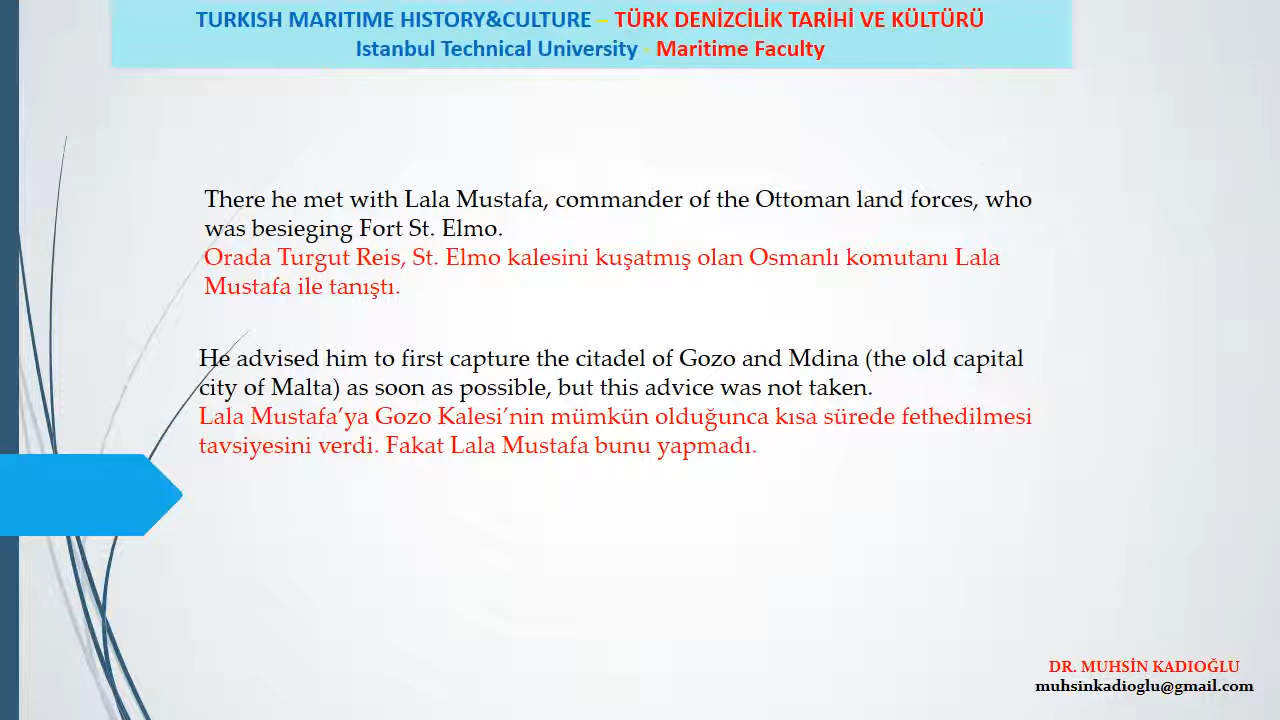 TURKISH MARITIME HISTORY&CULTURE – TÜRK DENİZCİLİK TARİHİ VE KÜLTÜRÜ
Istanbul Technical University - Maritime Faculty
There he met with Lala Mustafa, commander of the Ottoman land forces, who
was besieging Fort St. Elmo.
Orada Turgut Reis, St. Elmo kalesini kuşatmış olan Osmanlı komutanı Lala
Mustafa ile tanıştı.
He advised him to first capture the citadel of Gozo and Mdina (the old capital
city of Malta) as soon as possible, but this advice was not taken.
Lala Mustafa’ya Gozo Kalesi’nin mümkün olduğunca kısa sürede fethedilmesi
tavsiyesini verdi. Fakat Lala Mustafa bunu yapmadı.
DR. MUHSİN KADIOĞLU
muhsinkadioglu@gmail.com